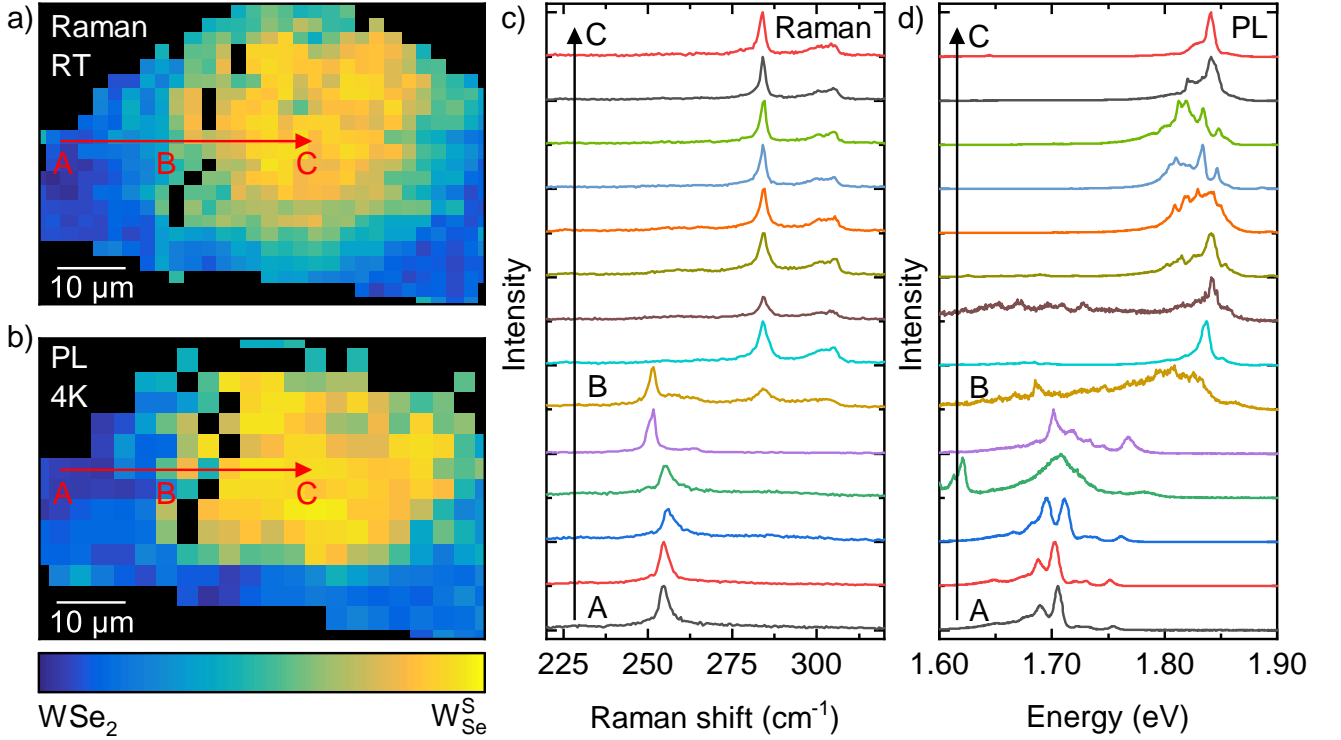 a)
Raman
RT
A
B
C
10 µm
b)
PL
4K
A
B
C
10 µm
WSe₂
W_Se^S
c)
C
Raman
B
A
Intensity
225 250 275 300
Raman shift (cm⁻¹)
d)
C
PL
B
A
Intensity
1.60 1.70 1.80 1.90
Energy (eV)